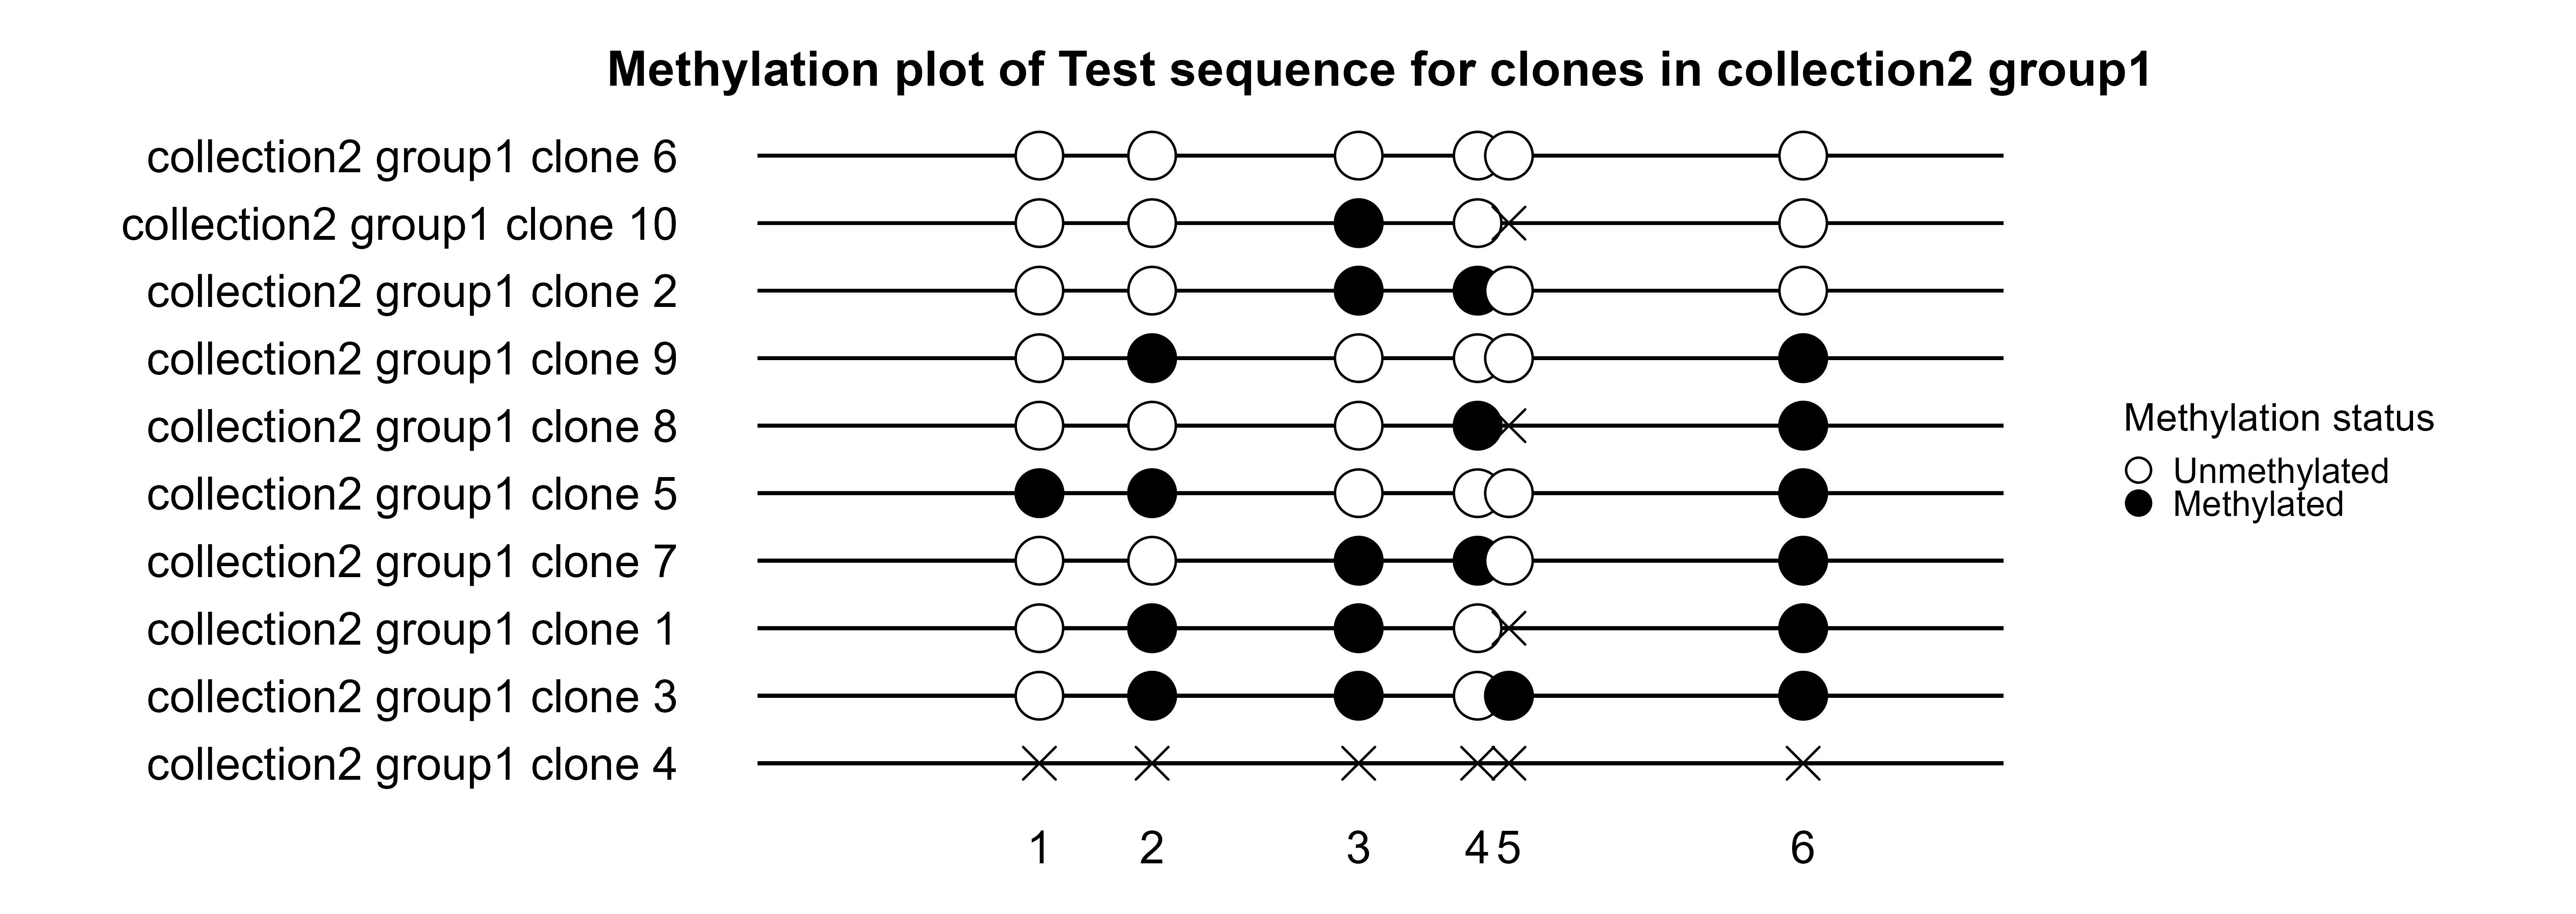 Methylation plot of Test sequence for clones in collection2 group1
collection2 group1 clone 6
collection2 group1 clone 10
collection2 group1 clone 2
collection2 group1 clone 9
collection2 group1 clone 8
collection2 group1 clone 5
collection2 group1 clone 7
collection2 group1 clone 1
collection2 group1 clone 3
collection2 group1 clone 4
1 2 3 4 5 6
Methylation status
Unmethylated
Methylated